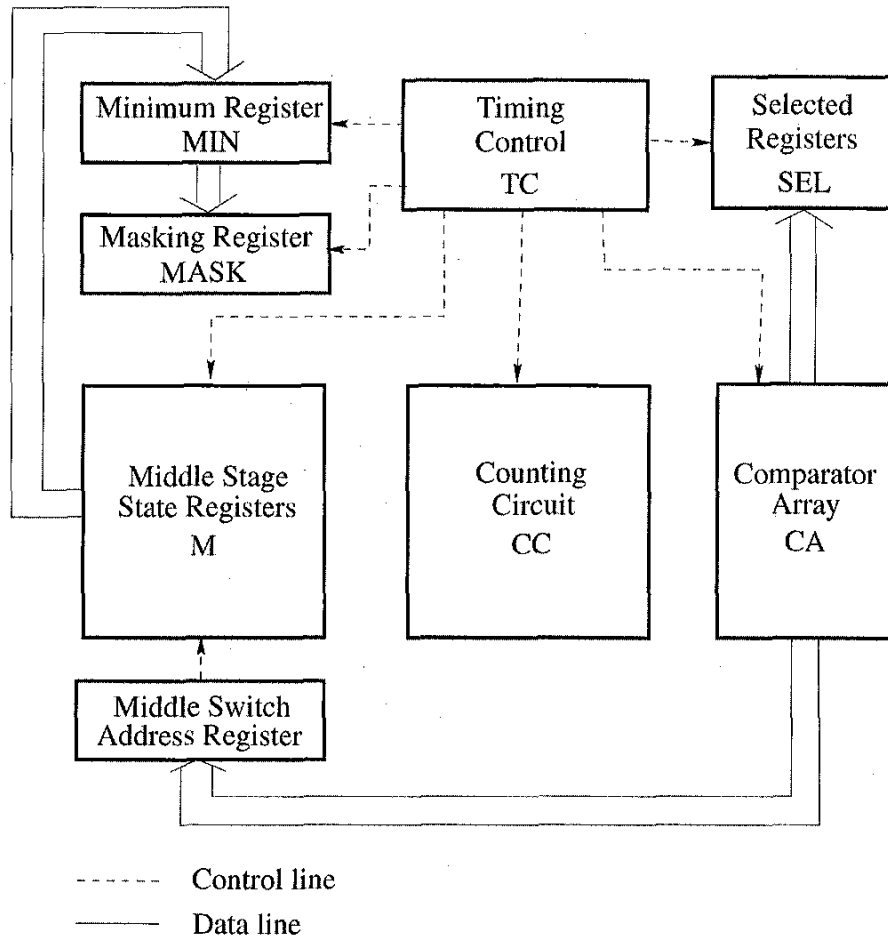 Minimum Register
MIN
Timing
Control
TC
Selected
Registers
SEL
Masking Register
MASK
Middle Stage
State Registers
M
Counting
Circuit
CC
Comparator
Array
CA
Middle Switch
Address Register
Control line
Data line